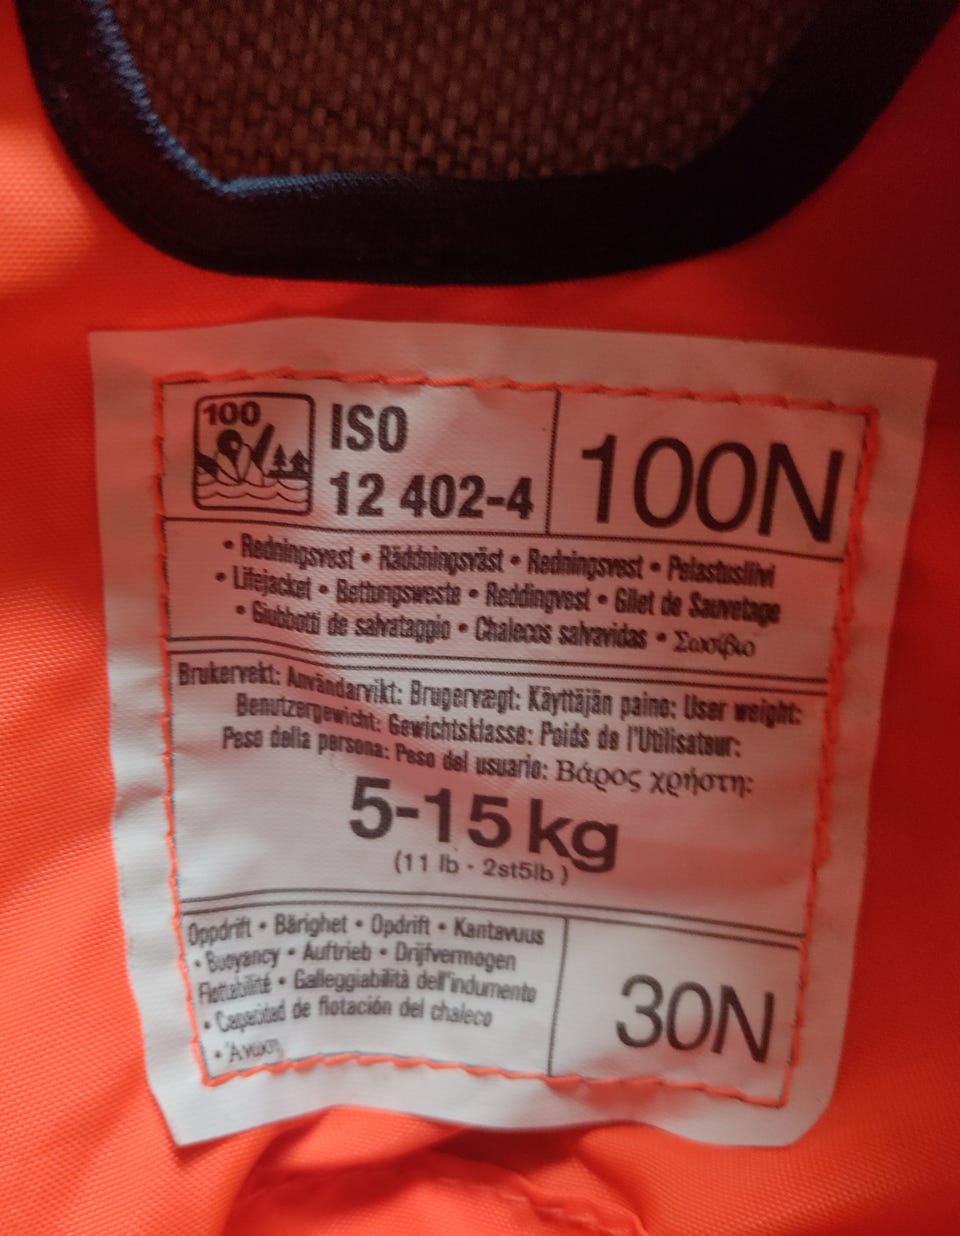 100
ISO
12 402-4
100N
• Redningsvest • Räddningsväst • Redningsvest • Pelastusliivi
• Lifejacket • Rettungsweste • Reddingvest • Gilet de Sauvetage
• Giubbotti de salvataggio • Chalecos salvavidas • Σωσίβιο
Brukervekt: Användarvikt: Brugervægt: Käyttäjän paino: User weight:
Benutzergewicht: Gewichtsklasse: Poids de l'Utilisateur:
Peso della persona: Peso del usuario: Βάρος χρήστη:
5-15 kg
(11 lb - 2st5lb )
Oppdrift • Bärighet • Opdrift • Kantavuus
• Buoyancy • Auftrieb • Drijfvermogen
Flottabilité • Galleggiabilità dell'indumento
• Capacidad de flotación del chaleco
• Άνωση
30N